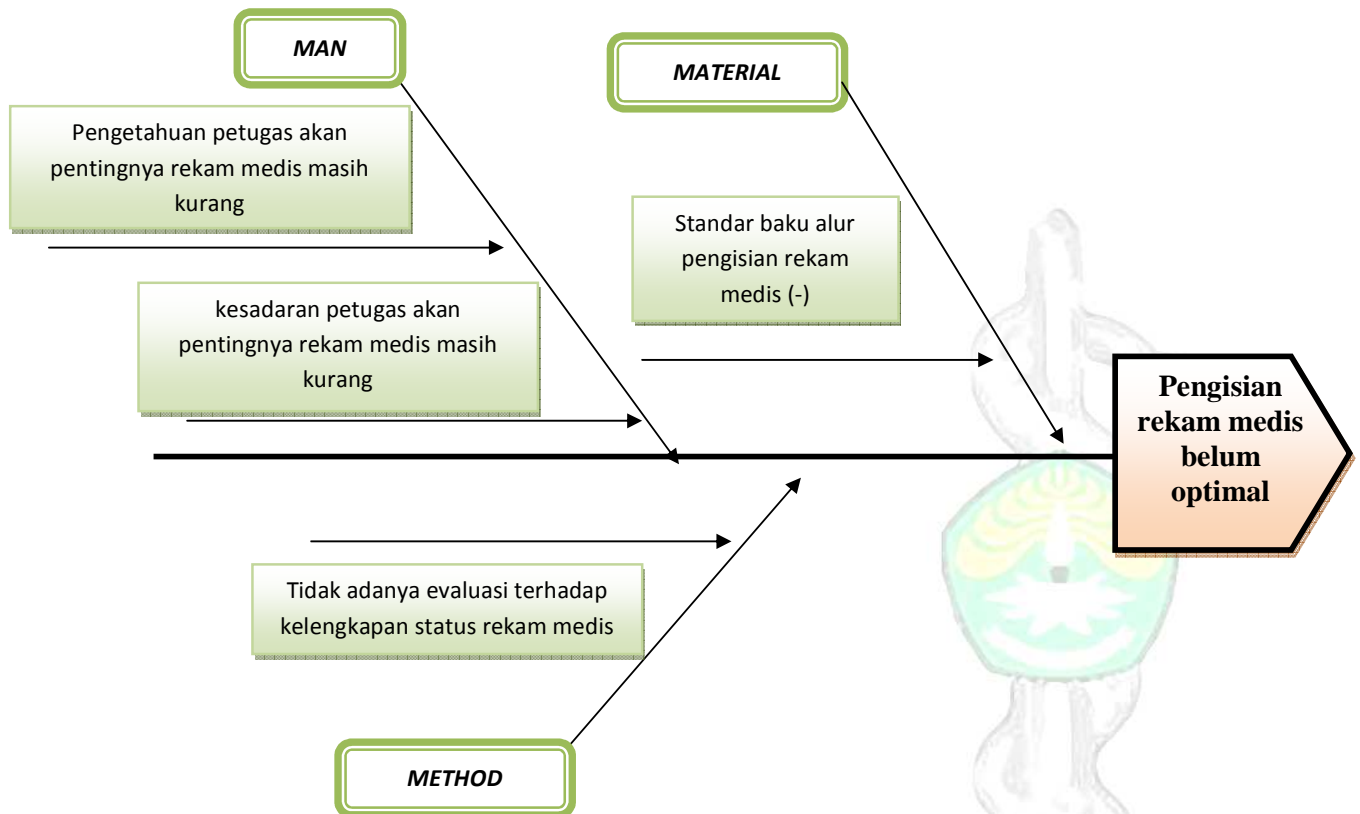 MAN
MATERIAL
Pengetahuan petugas akan
pentingnya rekam medis masih
kurang
Standar baku alur
pengisian rekam
medis (-)
kesadaran petugas akan
pentingnya rekam medis masih
kurang
Pengisian
rekam medis
belum
optimal
Tidak adanya evaluasi terhadap
kelengkapan status rekam medis
METHOD